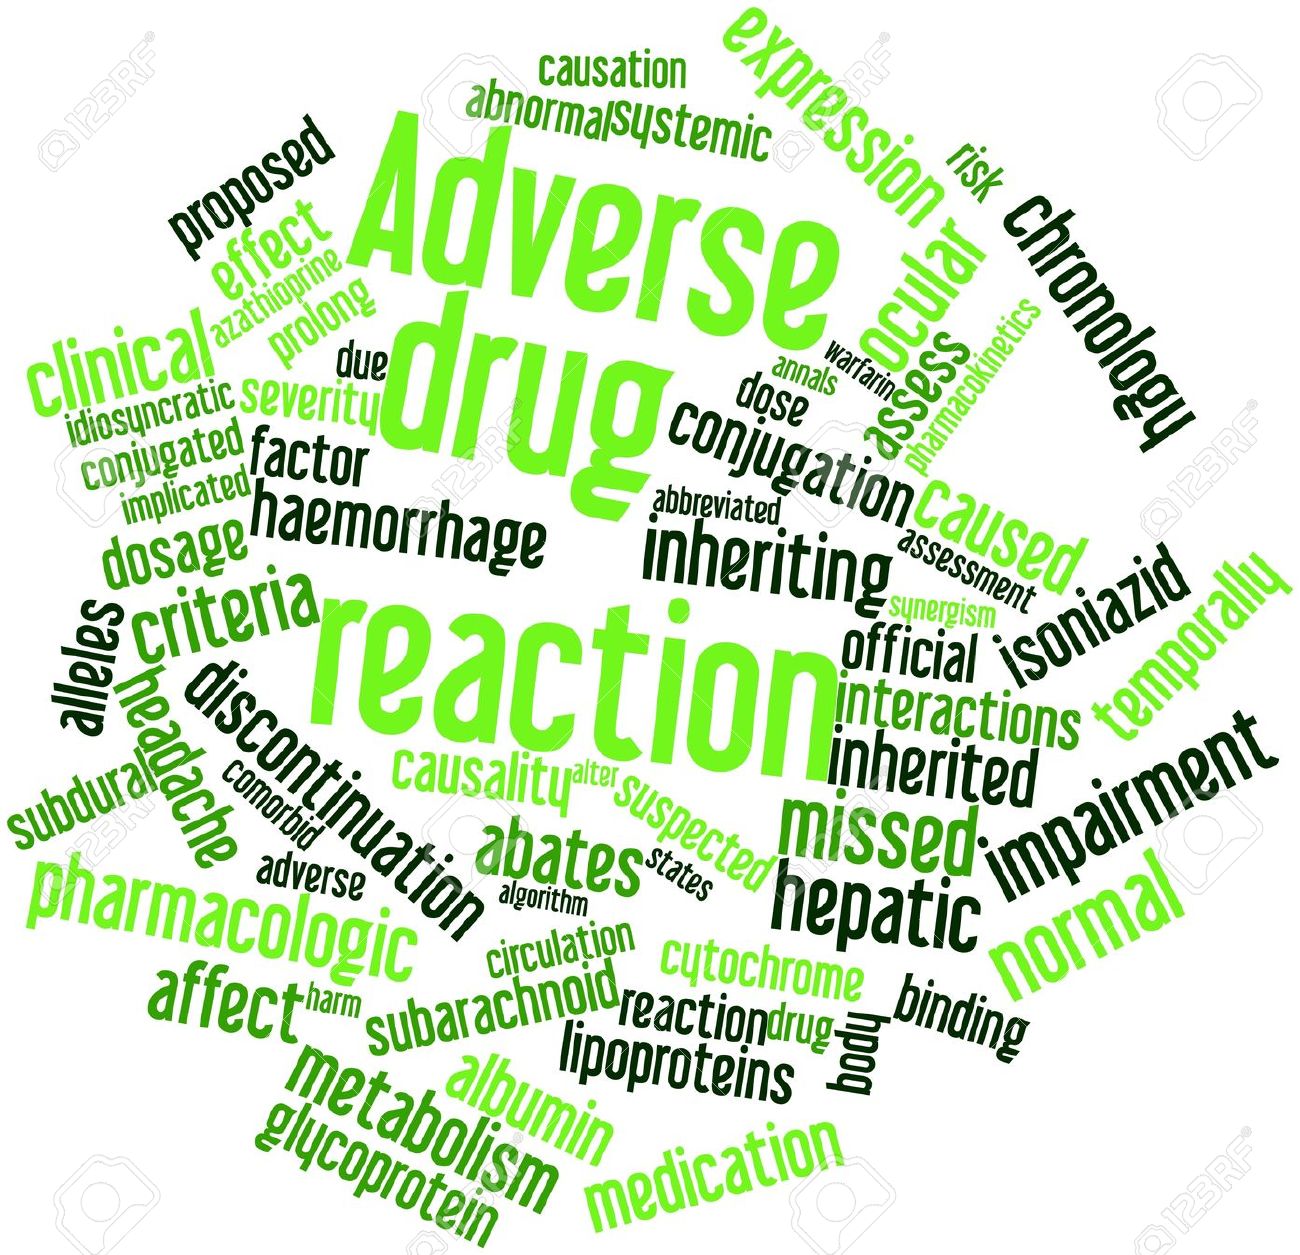 causation
expression
abnormal
systemic
Adverse
risk
proposed
chronology
effect
ocular
azathioprine
prolong
clinical
drug
due
warfarin
annals
assess
pharmacokinetics
idiosyncratic
severity
dose
conjugation
conjugated
factor
implicated
haemorrhage
abbreviated
caused
inheriting
assessment
dosage
criteria
reaction
synergism
isoniazid
temporally
official
alleles
headache
discontinuation
interactions
inherited
impairment
causality
alter
suspected
missed
subdural
comorbid
abates
states
adverse
algorithm
hepatic
normal
pharmacologic
circulation
cytochrome
binding
affect
harm
subarachnoid
reaction
drug
body
lipoproteins
metabolism
albumin
glycoprotein
medication
123RF